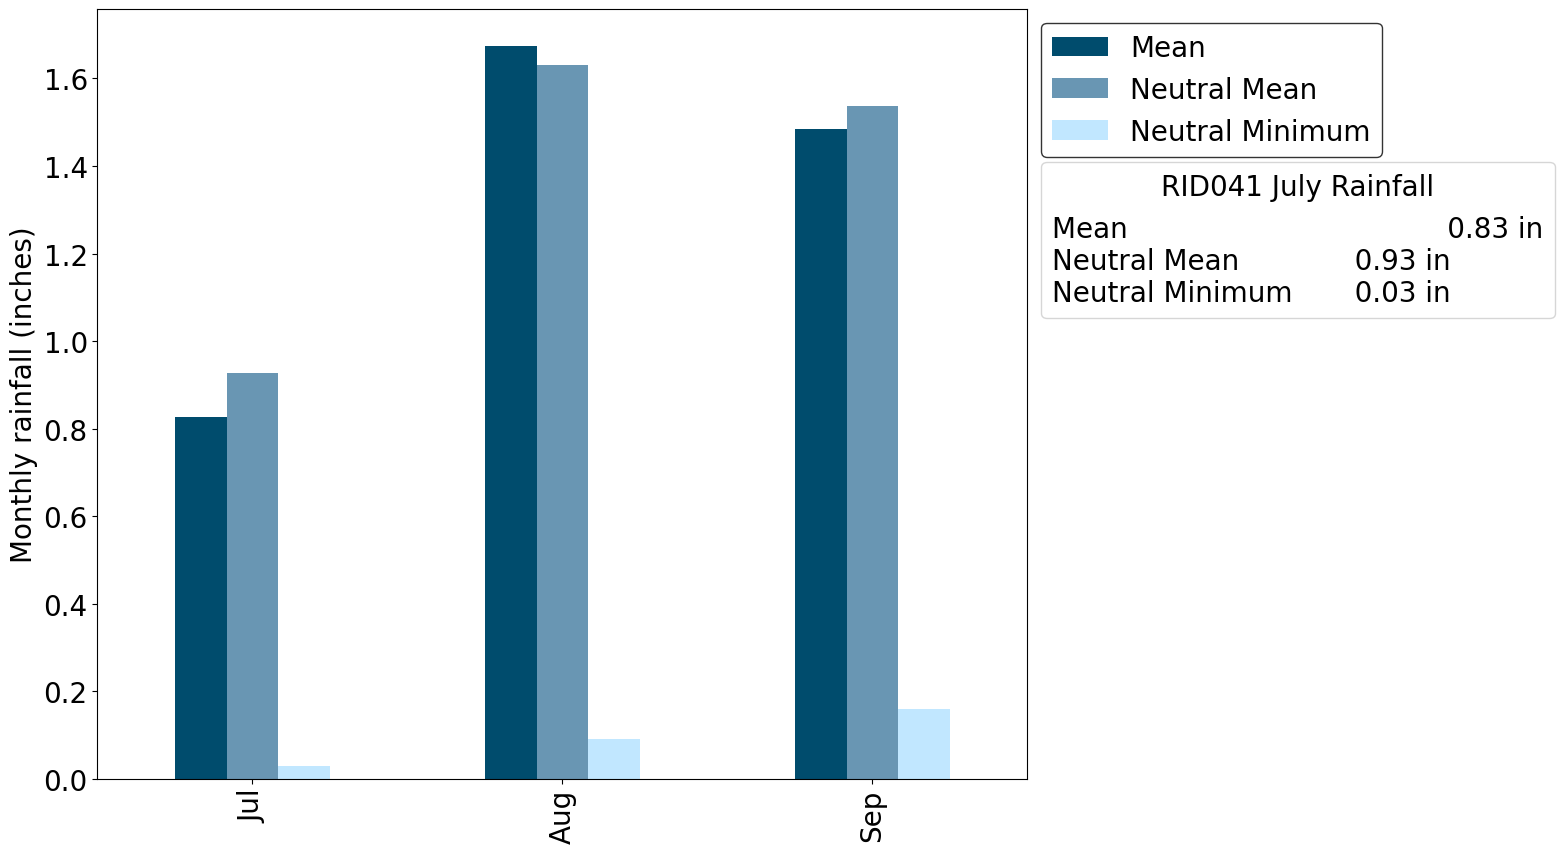 Monthly rainfall (inches)
1.6
1.4
1.2
1.0
0.8
0.6
0.4
0.2
0.0
Jul
Aug
Sep
Mean
Neutral Mean
Neutral Minimum
RID041 July Rainfall
Mean 0.83 in
Neutral Mean 0.93 in
Neutral Minimum 0.03 in